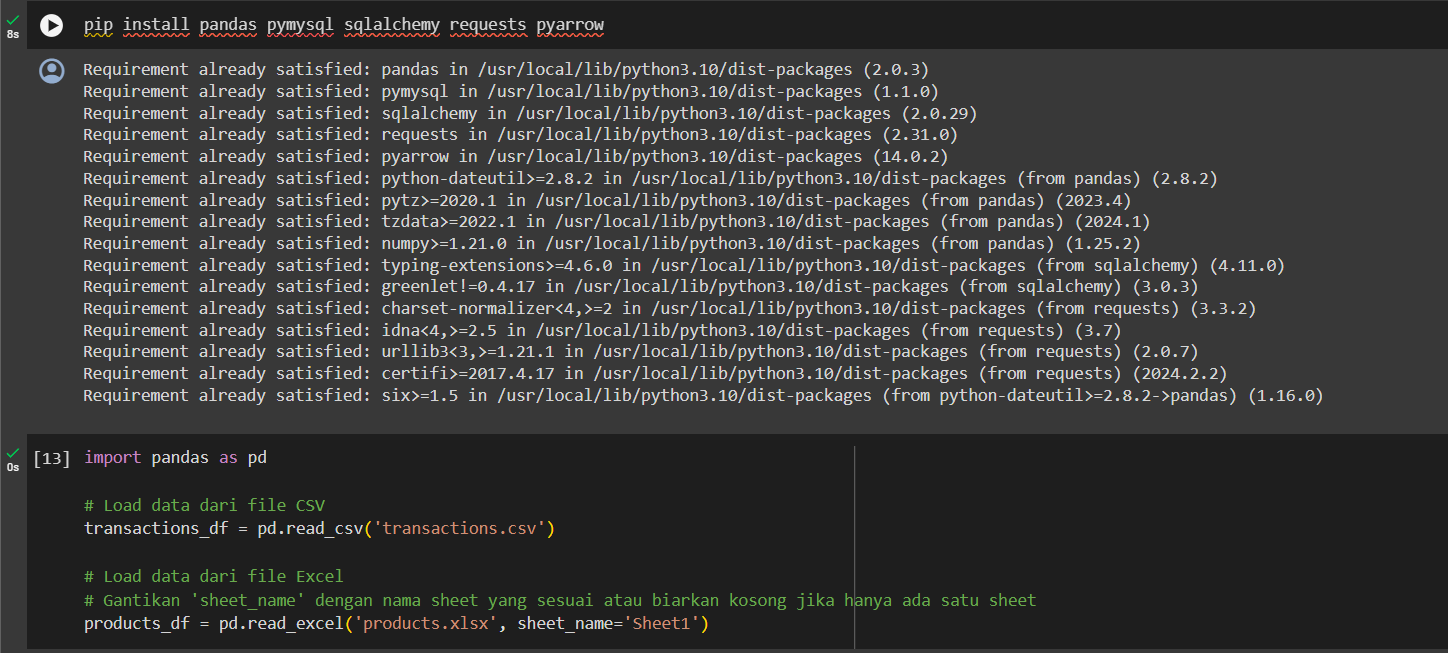 pip install pandas pymysql sqlalchemy requests pyarrow
8s
Requirement already satisfied: pandas in /usr/local/lib/python3.10/dist-packages (2.0.3)
Requirement already satisfied: pymysql in /usr/local/lib/python3.10/dist-packages (1.1.0)
Requirement already satisfied: sqlalchemy in /usr/local/lib/python3.10/dist-packages (2.0.29)
Requirement already satisfied: requests in /usr/local/lib/python3.10/dist-packages (2.31.0)
Requirement already satisfied: pyarrow in /usr/local/lib/python3.10/dist-packages (14.0.2)
Requirement already satisfied: python-dateutil>=2.8.2 in /usr/local/lib/python3.10/dist-packages (from pandas) (2.8.2)
Requirement already satisfied: pytz>=2020.1 in /usr/local/lib/python3.10/dist-packages (from pandas) (2023.4)
Requirement already satisfied: tzdata>=2022.1 in /usr/local/lib/python3.10/dist-packages (from pandas) (2024.1)
Requirement already satisfied: numpy>=1.21.0 in /usr/local/lib/python3.10/dist-packages (from pandas) (1.25.2)
Requirement already satisfied: typing-extensions>=4.6.0 in /usr/local/lib/python3.10/dist-packages (from sqlalchemy) (4.11.0)
Requirement already satisfied: greenlet!=0.4.17 in /usr/local/lib/python3.10/dist-packages (from sqlalchemy) (3.0.3)
Requirement already satisfied: charset-normalizer<4,>=2 in /usr/local/lib/python3.10/dist-packages (from requests) (3.3.2)
Requirement already satisfied: idna<4,>=2.5 in /usr/local/lib/python3.10/dist-packages (from requests) (3.7)
Requirement already satisfied: urllib3<3,>=1.21.1 in /usr/local/lib/python3.10/dist-packages (from requests) (2.0.7)
Requirement already satisfied: certifi>=2017.4.17 in /usr/local/lib/python3.10/dist-packages (from requests) (2024.2.2)
Requirement already satisfied: six>=1.5 in /usr/local/lib/python3.10/dist-packages (from python-dateutil>=2.8.2->pandas) (1.16.0)
[13] import pandas as pd
0s
# Load data dari file CSV
transactions_df = pd.read_csv('transactions.csv')
# Load data dari file Excel
# Gantikan 'sheet_name' dengan nama sheet yang sesuai atau biarkan kosong jika hanya ada satu sheet
products_df = pd.read_excel('products.xlsx', sheet_name='Sheet1')